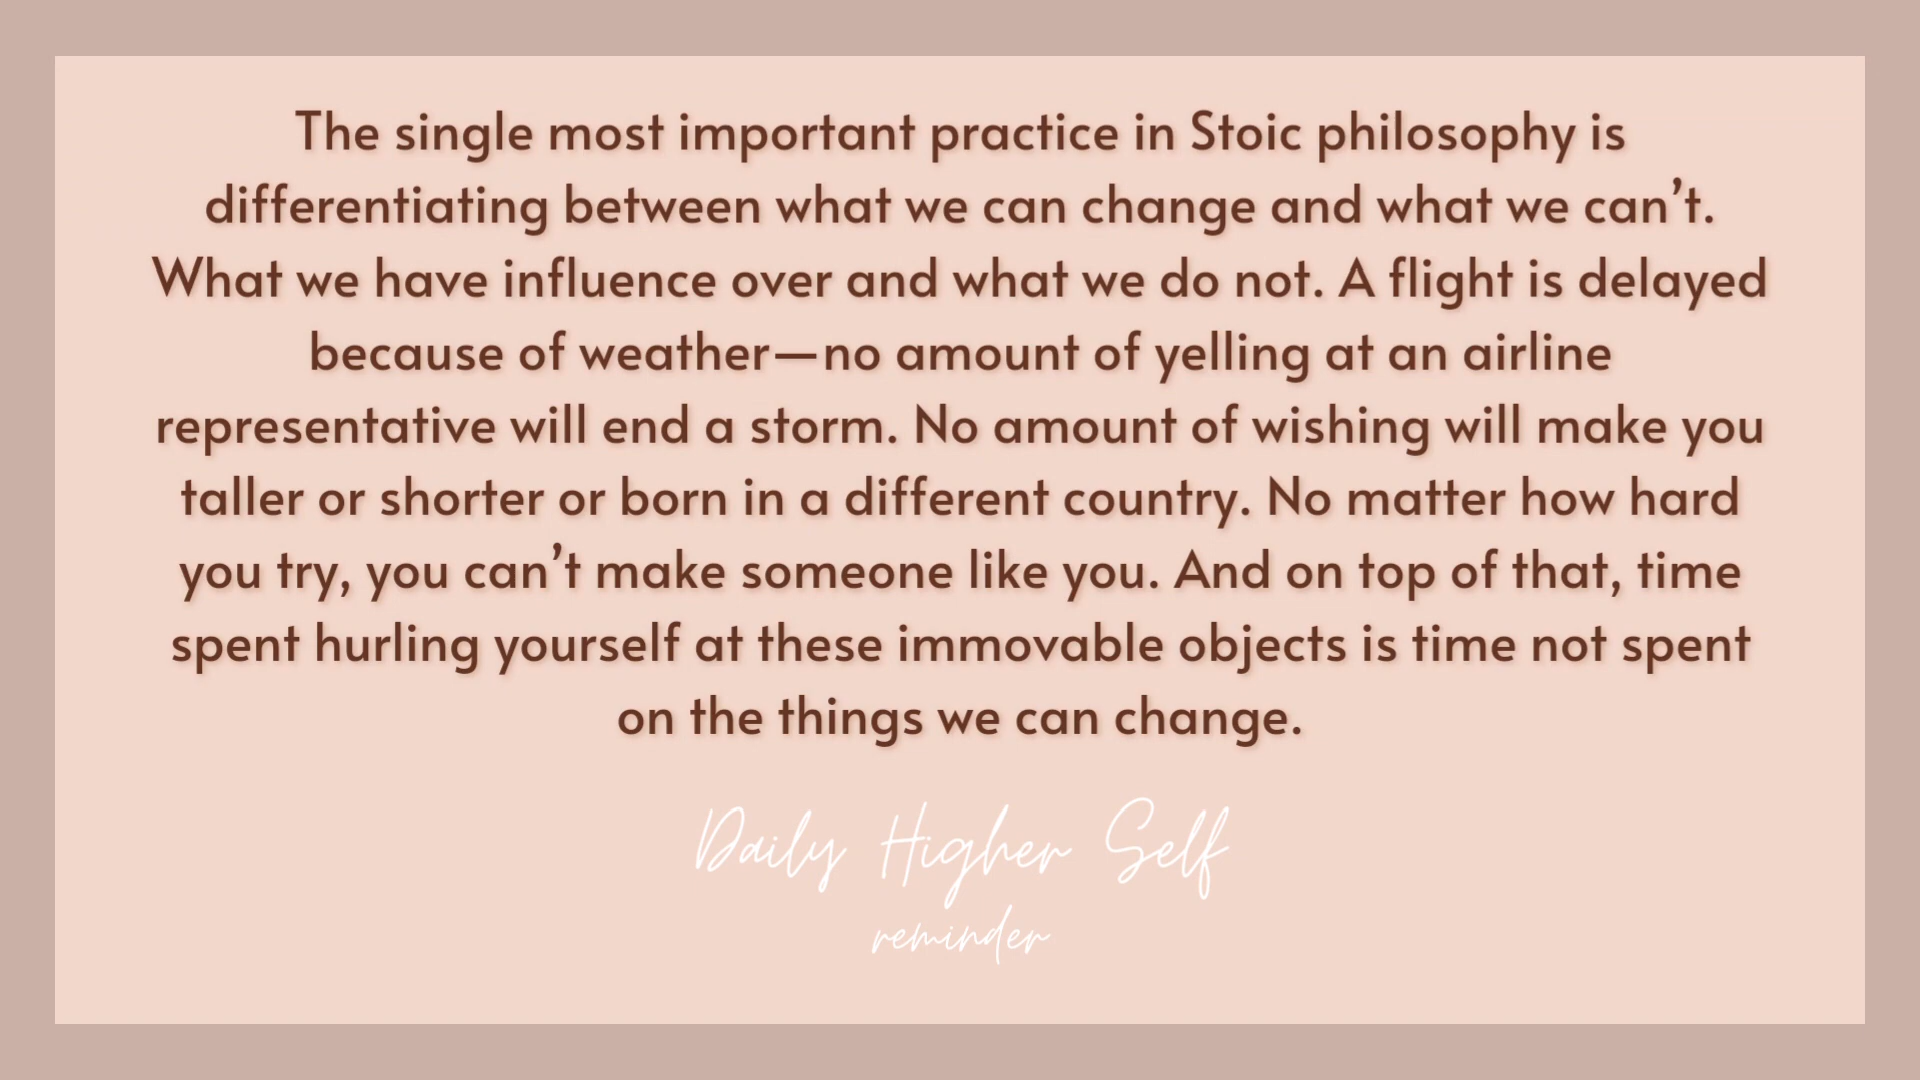 The single most important practice in Stoic philosophy is
differentiating between what we can change and what we can’t.
What we have influence over and what we do not. A flight is delayed
because of weather—no amount of yelling at an airline
representative will end a storm. No amount of wishing will make you
taller or shorter or born in a different country. No matter how hard
you try, you can’t make someone like you. And on top of that, time
spent hurling yourself at these immovable objects is time not spent
on the things we can change.
Daily Higher Self
reminder